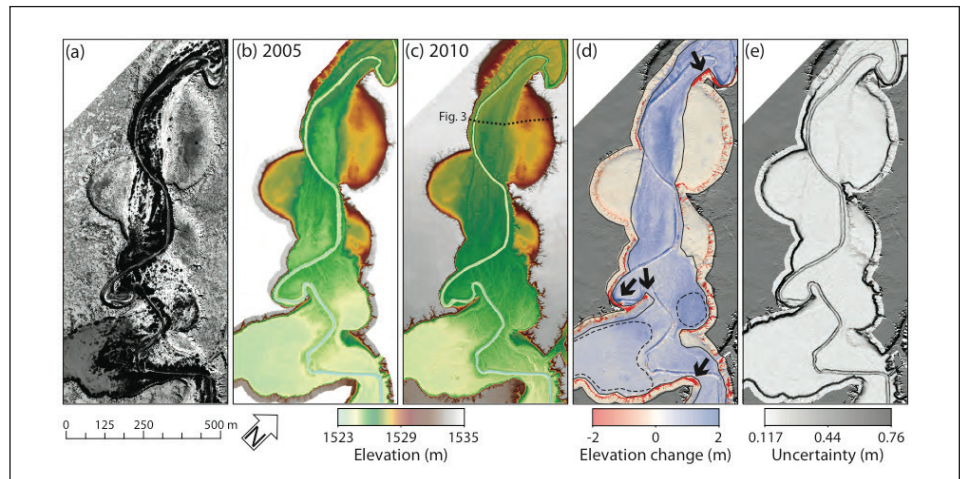 (a)
(b) 2005
(c) 2010
(d)
(e)
Fig. 3
0 125 250 500 m
N
1523 1529 1535
Elevation (m)
-2 0 2
Elevation change (m)
0.117 0.44 0.76
Uncertainty (m)